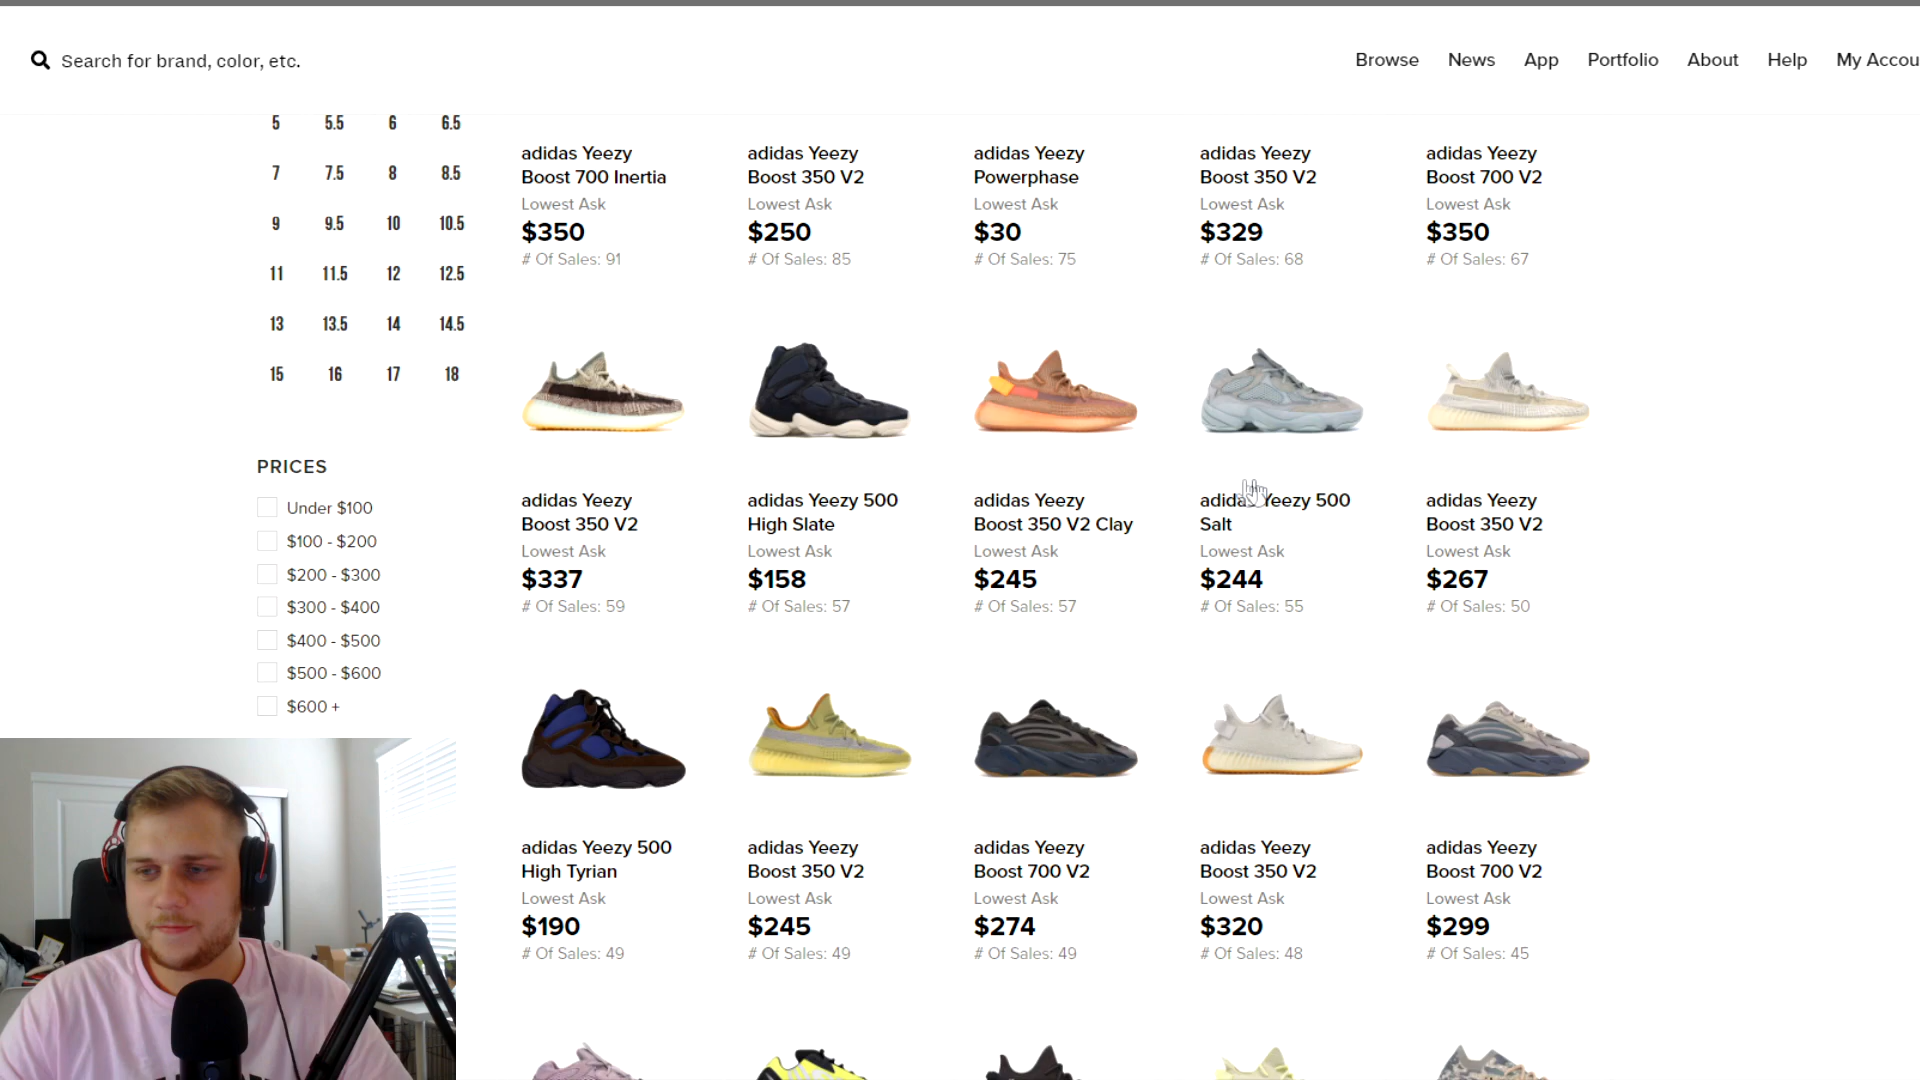 Search for brand, color, etc.
Browse News App Portfolio About Help My Accou
5 5.5 6 6.5
7 7.5 8 8.5
9 9.5 10 10.5
11 11.5 12 12.5
13 13.5 14 14.5
15 16 17 18
PRICES
Under $100
$100 - $200
$200 - $300
$300 - $400
$400 - $500
$500 - $600
$600 +
adidas Yeezy
Boost 700 Inertia
Lowest Ask
$350
# Of Sales: 91
adidas Yeezy
Boost 350 V2
Lowest Ask
$250
# Of Sales: 85
adidas Yeezy
Powerphase
Lowest Ask
$30
# Of Sales: 75
adidas Yeezy
Boost 350 V2
Lowest Ask
$329
# Of Sales: 68
adidas Yeezy
Boost 700 V2
Lowest Ask
$350
# Of Sales: 67
adidas Yeezy
Boost 350 V2
Lowest Ask
$337
# Of Sales: 59
adidas Yeezy 500
High Slate
Lowest Ask
$158
# Of Sales: 57
adidas Yeezy
Boost 350 V2 Clay
Lowest Ask
$245
# Of Sales: 57
adidas Yeezy 500
Salt
Lowest Ask
$244
# Of Sales: 55
adidas Yeezy
Boost 350 V2
Lowest Ask
$267
# Of Sales: 50
adidas Yeezy 500
High Tyrian
Lowest Ask
$190
# Of Sales: 49
adidas Yeezy
Boost 350 V2
Lowest Ask
$245
# Of Sales: 49
adidas Yeezy
Boost 700 V2
Lowest Ask
$274
# Of Sales: 49
adidas Yeezy
Boost 350 V2
Lowest Ask
$320
# Of Sales: 48
adidas Yeezy
Boost 700 V2
Lowest Ask
$299
# Of Sales: 45